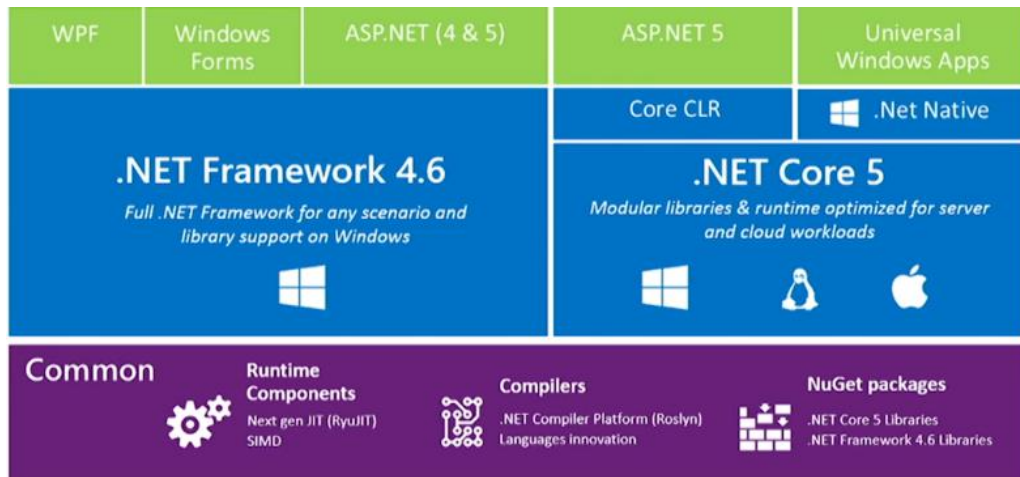 WPF
Windows
Forms
ASP.NET (4 & 5)
ASP.NET 5
Universal
Windows Apps
Core CLR
.Net Native
.NET Framework 4.6
Full .NET Framework for any scenario and
library support on Windows
.NET Core 5
Modular libraries & runtime optimized for server
and cloud workloads
Common
Runtime
Components
Next gen JIT (RyuJIT)
SIMD
Compilers
.NET Compiler Platform (Roslyn)
Languages innovation
NuGet packages
.NET Core 5 Libraries
.NET Framework 4.6 Libraries